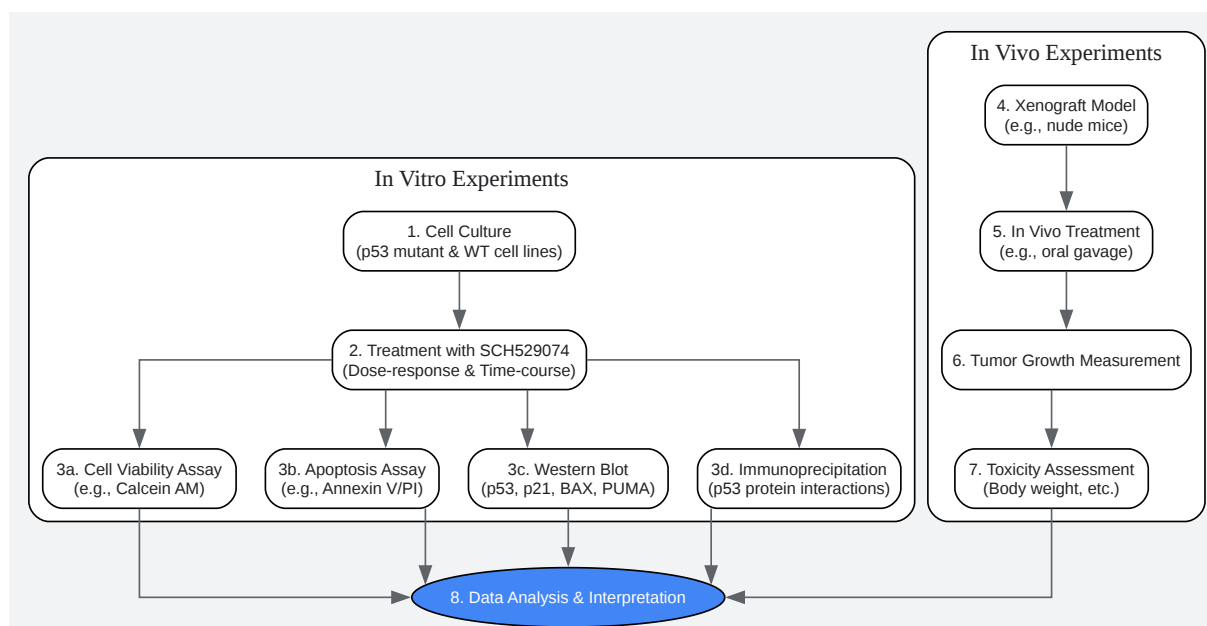 In Vitro Experiments
1. Cell Culture
(p53 mutant & WT cell lines)
2. Treatment with SCH529074
(Dose-response & Time-course)
3a. Cell Viability Assay
(e.g., Calcein AM)
3b. Apoptosis Assay
(e.g., Annexin V/PI)
3c. Western Blot
(p53, p21, BAX, PUMA)
3d. Immunoprecipitation
(p53 protein interactions)
In Vivo Experiments
4. Xenograft Model
(e.g., nude mice)
5. In Vivo Treatment
(e.g., oral gavage)
6. Tumor Growth Measurement
7. Toxicity Assessment
(Body weight, etc.)
8. Data Analysis & Interpretation